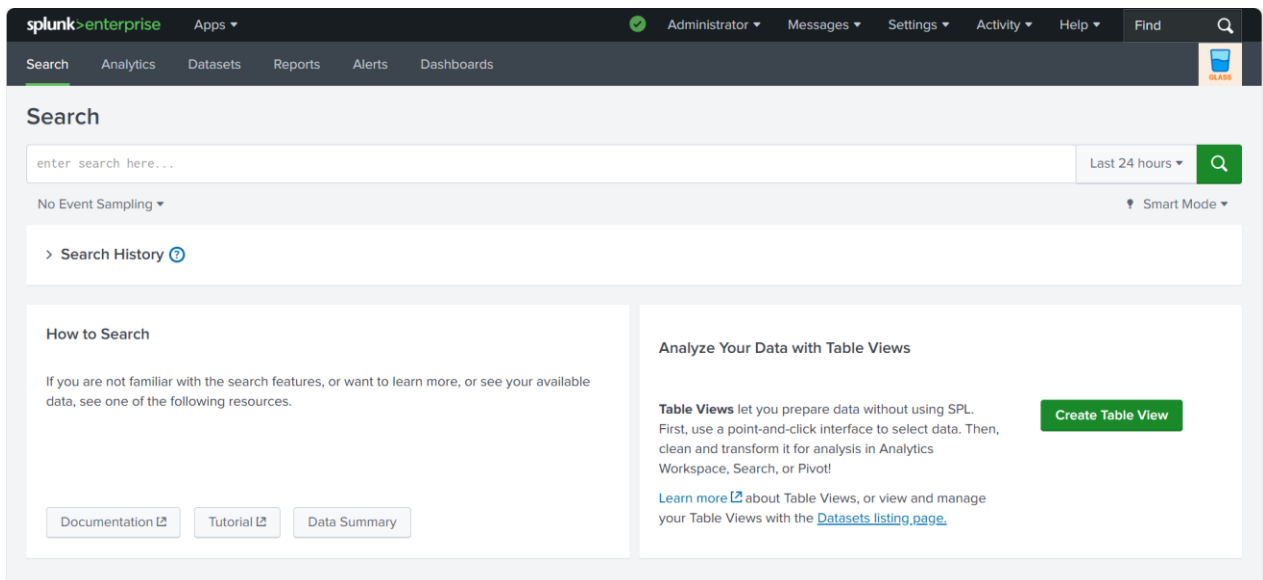 splunk>enterprise Apps Administrator Messages Settings Activity Help Find
Search Analytics Datasets Reports Alerts Dashboards
GLASS
Search
enter search here... Last 24 hours
No Event Sampling Smart Mode
Search History ?
How to Search
If you are not familiar with the search features, or want to learn more, or see your available
data, see one of the following resources.
Documentation Tutorial Data Summary
Analyze Your Data with Table Views
Table Views let you prepare data without using SPL.
First, use a point-and-click interface to select data. Then,
clean and transform it for analysis in Analytics
Workspace, Search, or Pivot!
Create Table View
Learn more about Table Views, or view and manage
your Table Views with the Datasets listing page.